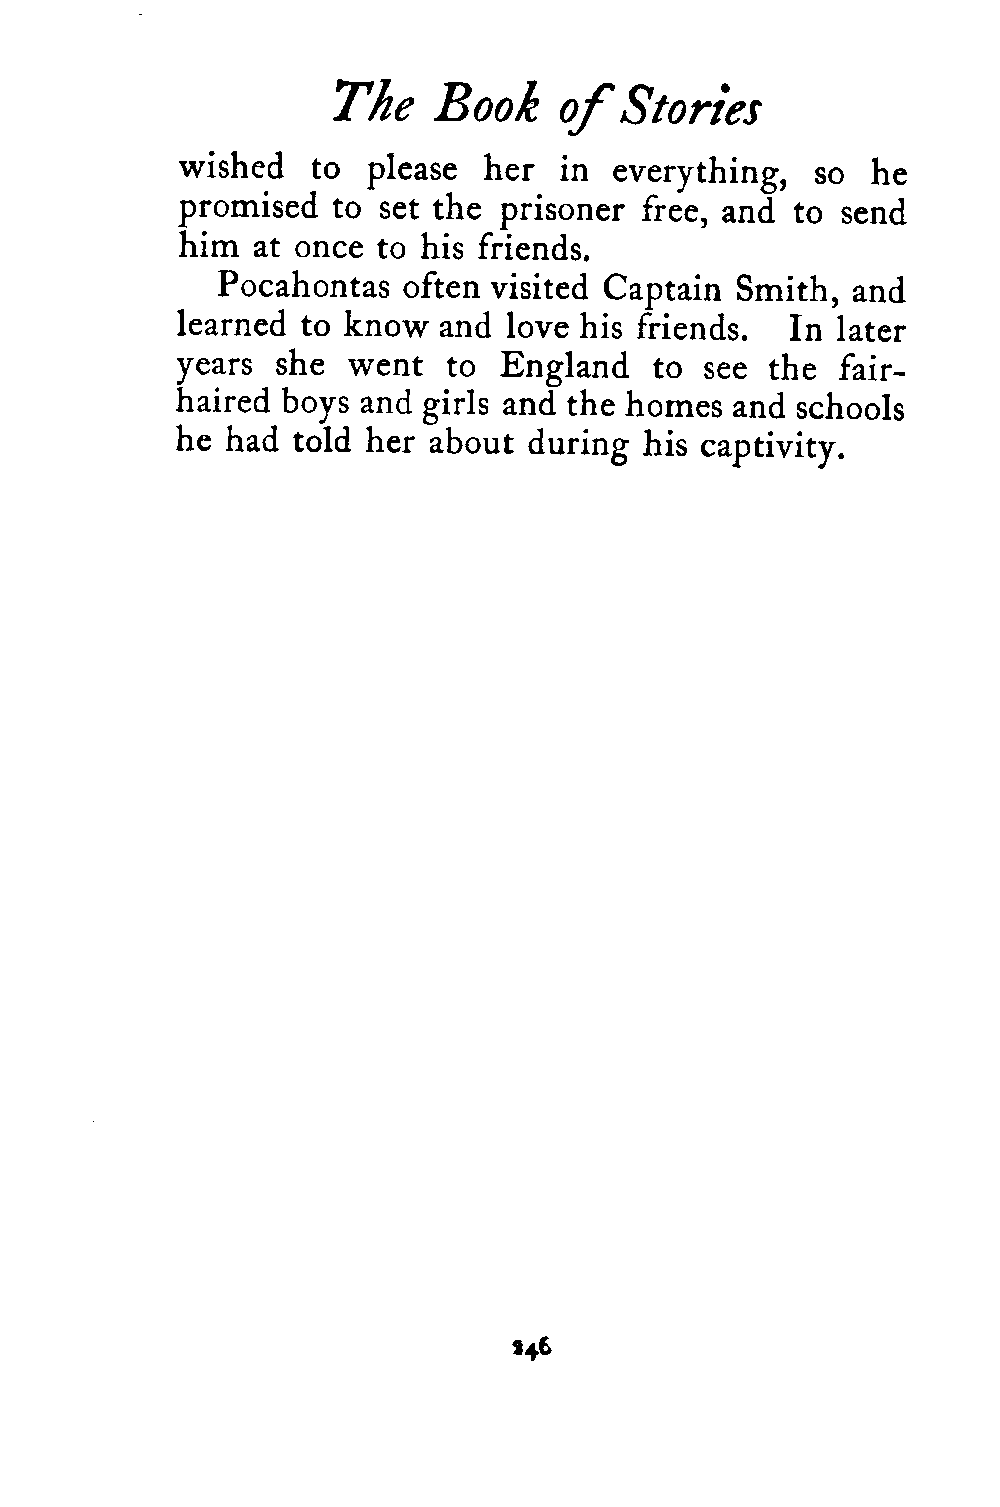 The Book of Stories
wished to please her in everything, so he
promised to set the prisoner free, and to send
him at once to his friends.
Pocahontas often visited Captain Smith, and
learned to know and love his friends. In later
years she went to England to see the fair-
haired boys and girls and the homes and schools
he had told her about during his captivity.
246